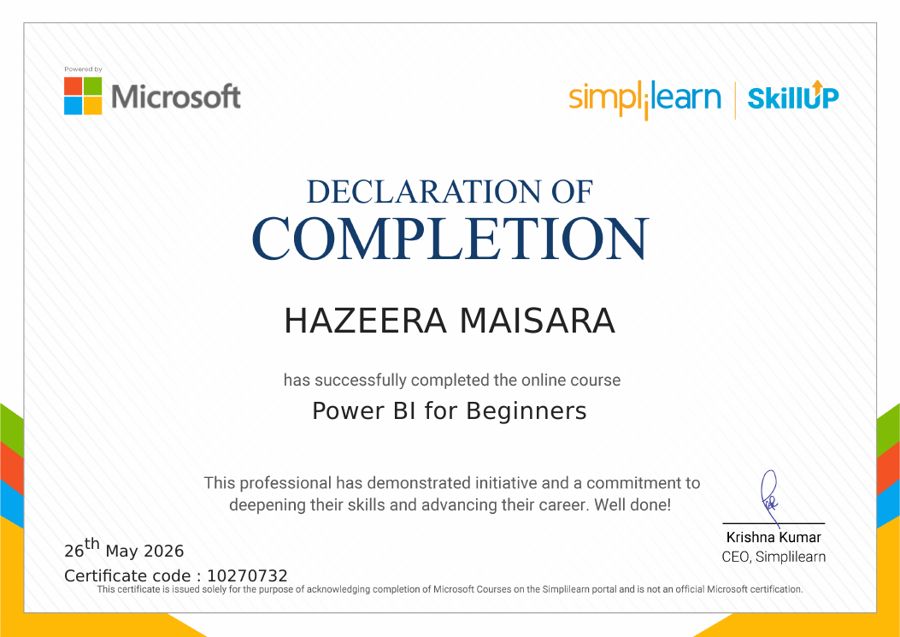 Powered by
Microsoft
simplilearn | SkillUP
DECLARATION OF
COMPLETION
HAZEERA MAISARA
has successfully completed the online course
Power BI for Beginners
This professional has demonstrated initiative and a commitment to
deepening their skills and advancing their career. Well done!
Krishna Kumar
CEO, Simplilearn
26th May 2026
Certificate code : 10270732
This certificate is issued solely for the purpose of acknowledging completion of Microsoft Courses on the Simplilearn portal and is not an official Microsoft certification.